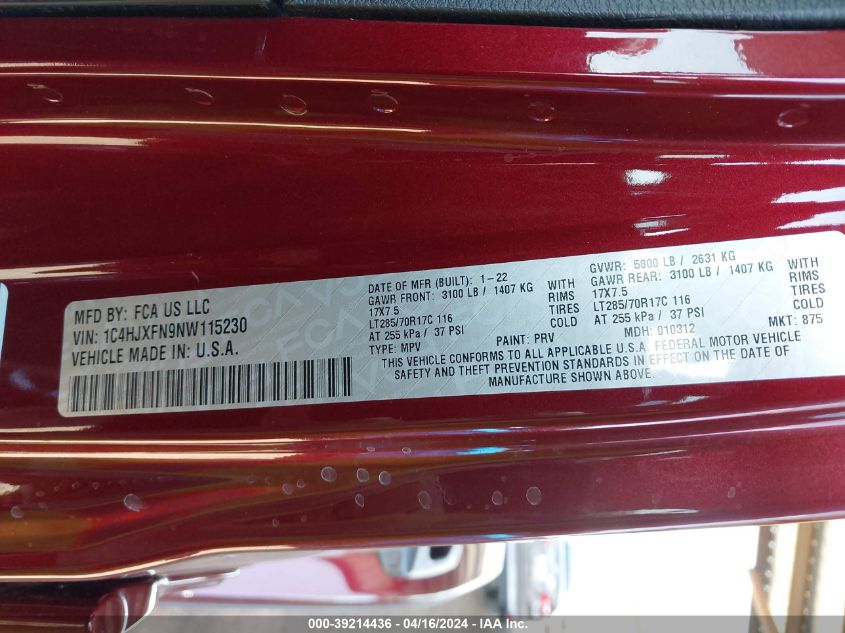 MFD BY: FCA US LLC
VIN: 1C4HJXFN9NW115230
VEHICLE MADE IN: U.S.A.
DATE OF MFR (BUILT): 1-22
GAWR FRONT: 3100 LB / 1407 KG WITH
17X7.5 RIMS
LT285/70R17C 116 TIRES
AT 255 kPa / 37 PSI COLD
TYPE: MPV PAINT: PRV
GVWR: 5800 LB / 2631 KG
GAWR REAR: 3100 LB / 1407 KG WITH
17X7.5 RIMS
LT285/70R17C 116 TIRES
AT 255 kPa / 37 PSI COLD
MDH: 010312 MKT: 875
THIS VEHICLE CONFORMS TO ALL APPLICABLE U.S.A. FEDERAL MOTOR VEHICLE
SAFETY AND THEFT PREVENTION STANDARDS IN EFFECT ON THE DATE OF
MANUFACTURE SHOWN ABOVE.
000-39214436 - 04/16/2024 - IAA Inc.